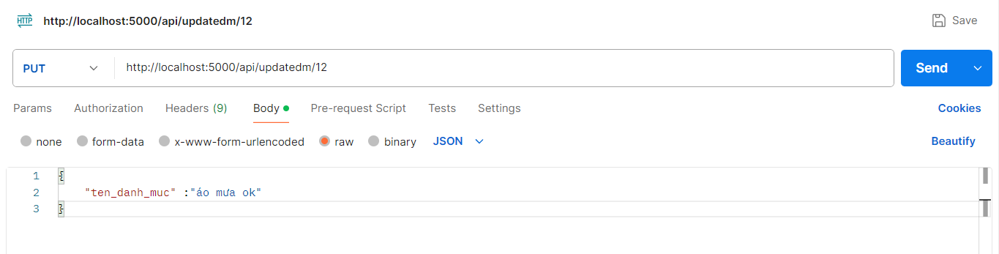 HTTP http://localhost:5000/api/updatedm/12 Save
PUT http://localhost:5000/api/updatedm/12 Send
Params Authorization Headers (9) Body Pre-request Script Tests Settings Cookies
none form-data x-www-form-urlencoded raw binary JSON Beautify
1 {
2 "ten_danh_muc" :"áo mưa ok"
3 }